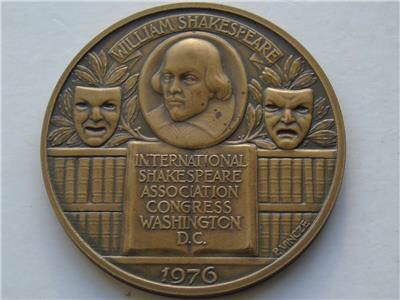 WILLIAM SHAKESPEARE
INTERNATIONAL
SHAKESPEARE
ASSOCIATION
CONGRESS
WASHINGTON
D.C.
P. VINCZE
1976